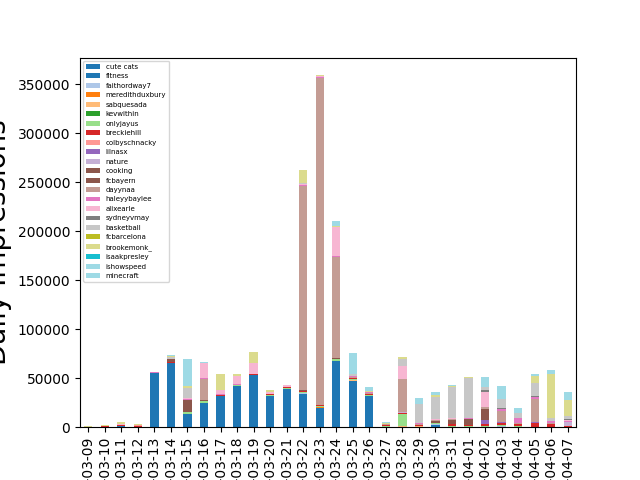 cute cats
fitness
faithordway7
meredithduxbury
sabquesada
kevwithin
onlyjayus
breckiehill
colbyschnacky
illnasx
nature
cooking
fcbayern
dayynaa
haleyybaylee
alixearle
sydneyvmay
basketball
fcbarcelona
brookemonk_
isaakpresley
ishowspeed
minecraft
350000
300000
250000
200000
150000
100000
50000
0
Daily Impressions
03-09
03-10
03-11
03-12
03-13
03-14
03-15
03-16
03-17
03-18
03-19
03-20
03-21
03-22
03-23
03-24
03-25
03-26
03-27
03-28
03-29
03-30
03-31
04-01
04-02
04-03
04-04
04-05
04-06
04-07